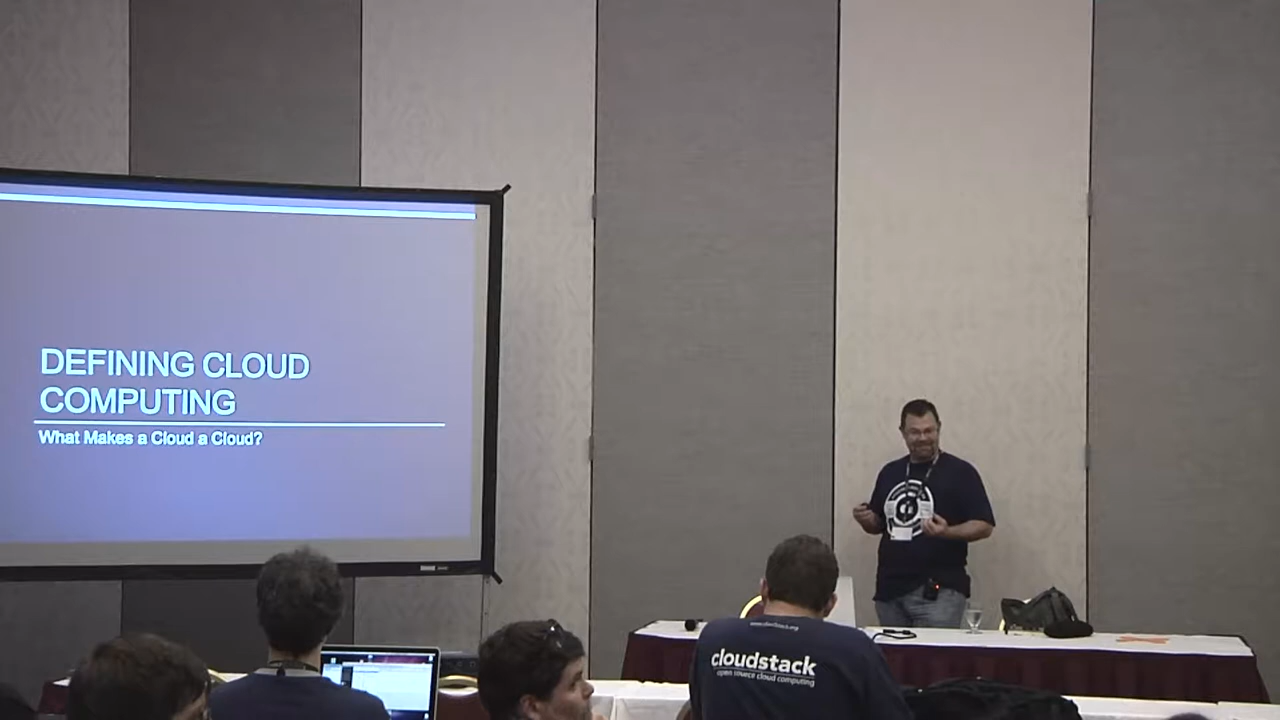 DEFINING CLOUD
COMPUTING
What Makes a Cloud a Cloud?
cloudstack
open source cloud computing